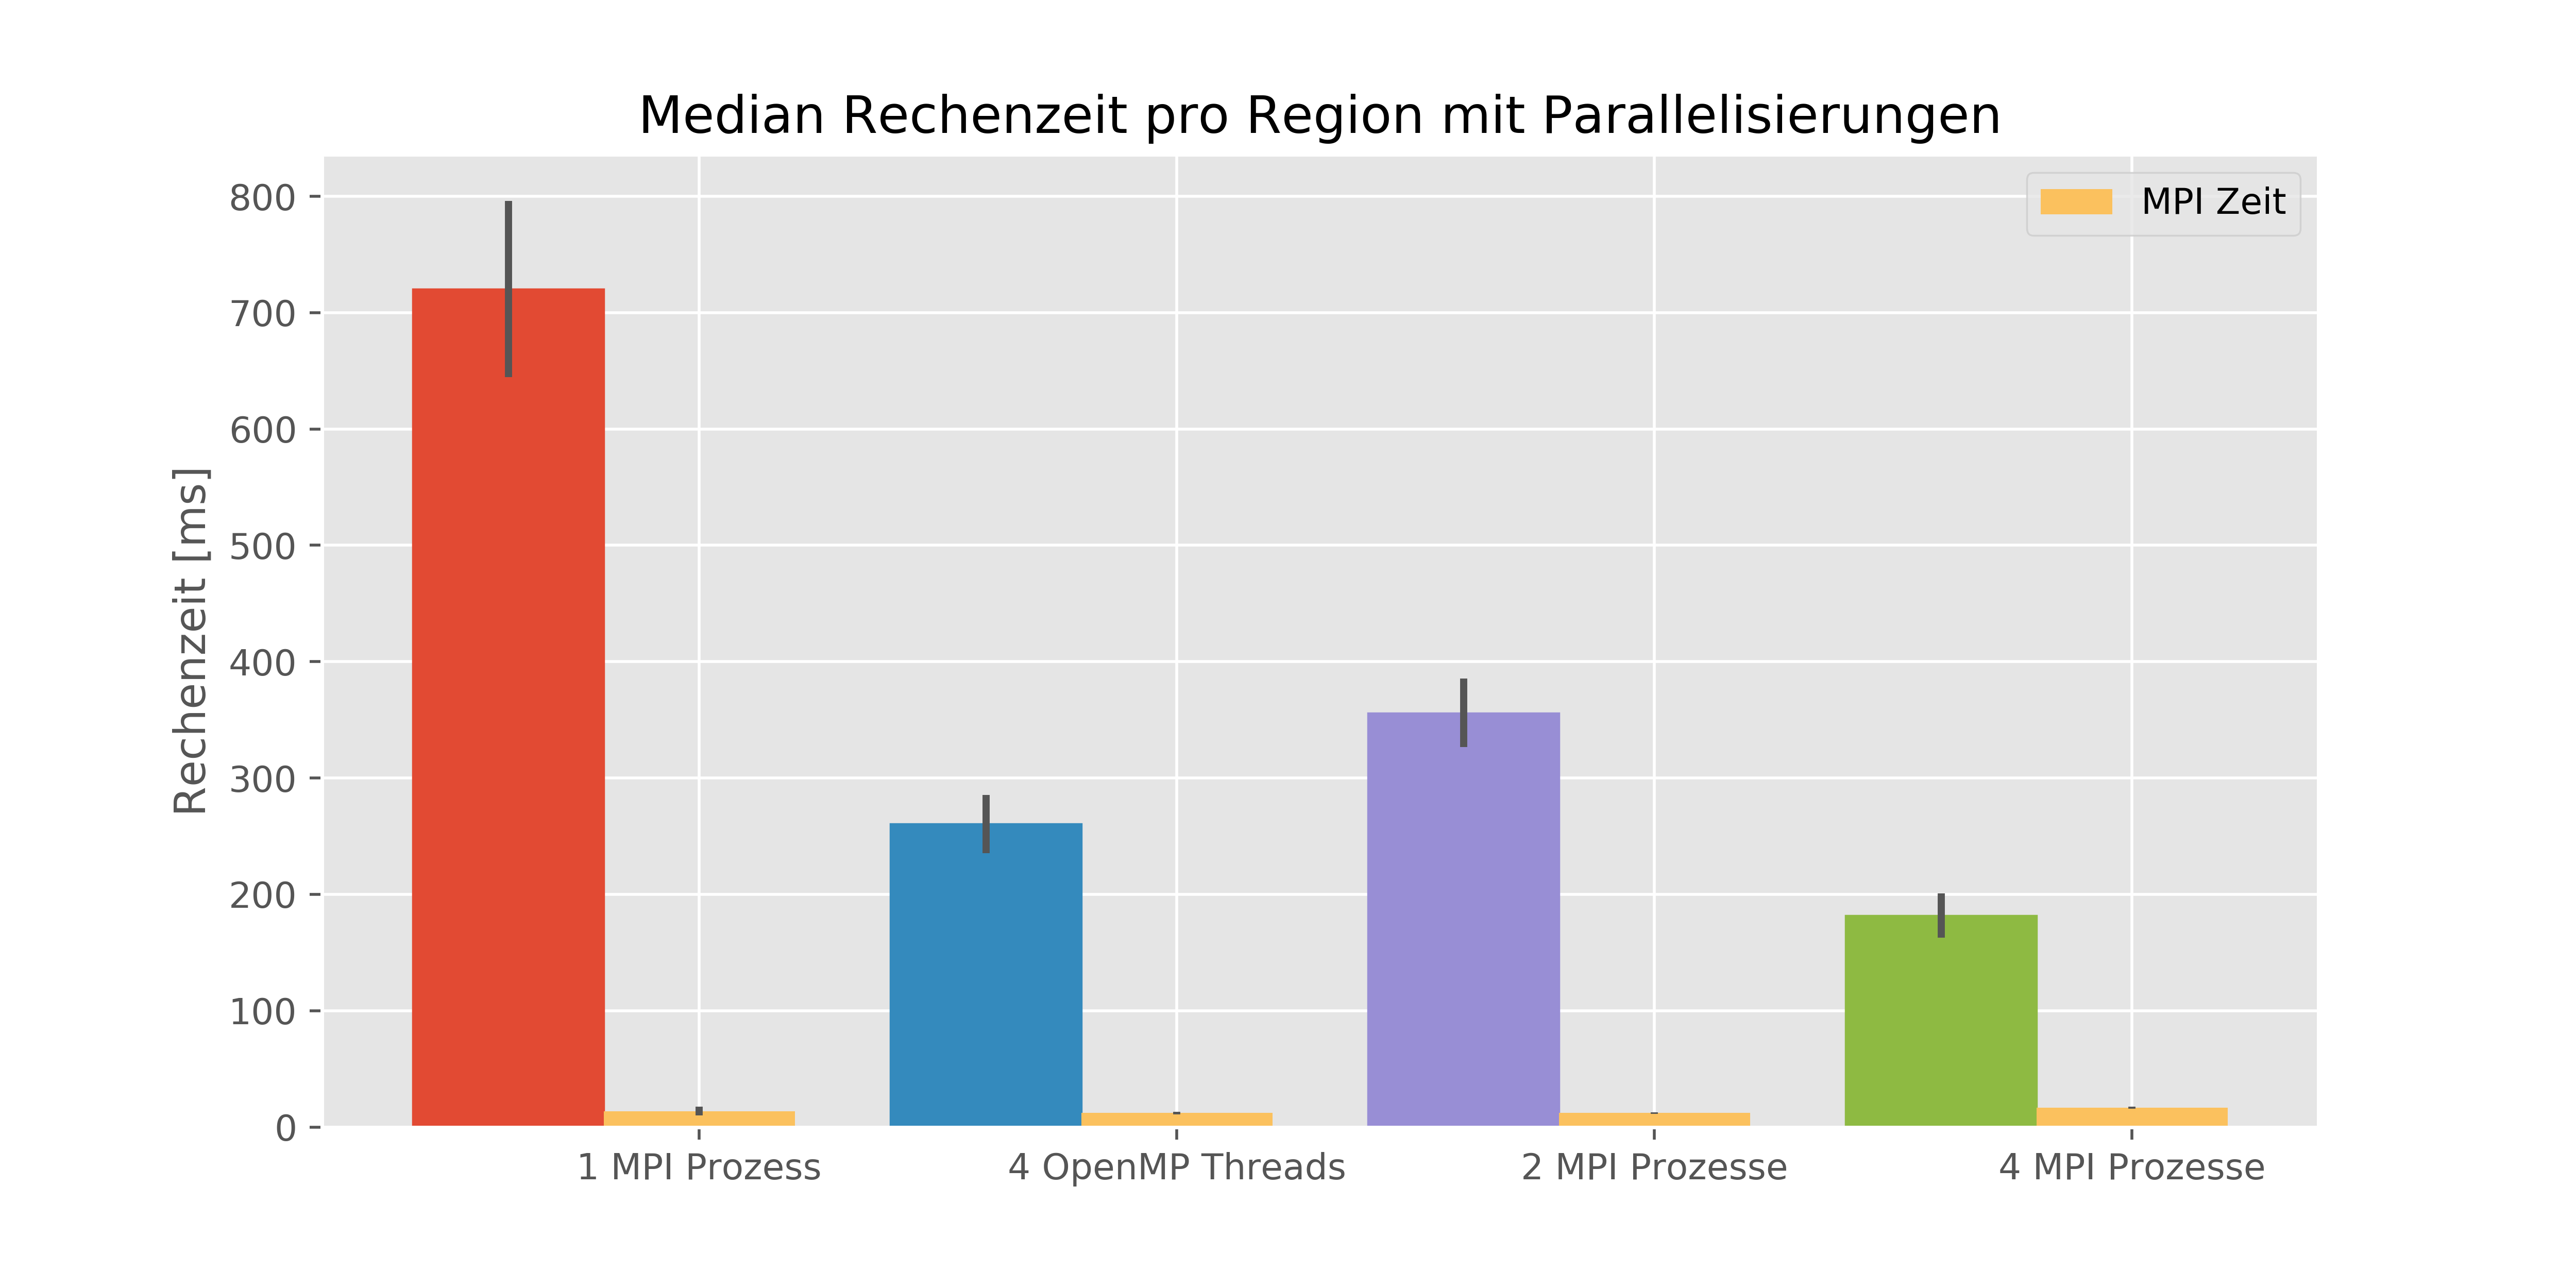 Median Rechenzeit pro Region mit Parallelisierungen
MPI Zeit
Rechenzeit [ms]
800
700
600
500
400
300
200
100
0
1 MPI Prozess
4 OpenMP Threads
2 MPI Prozesse
4 MPI Prozesse